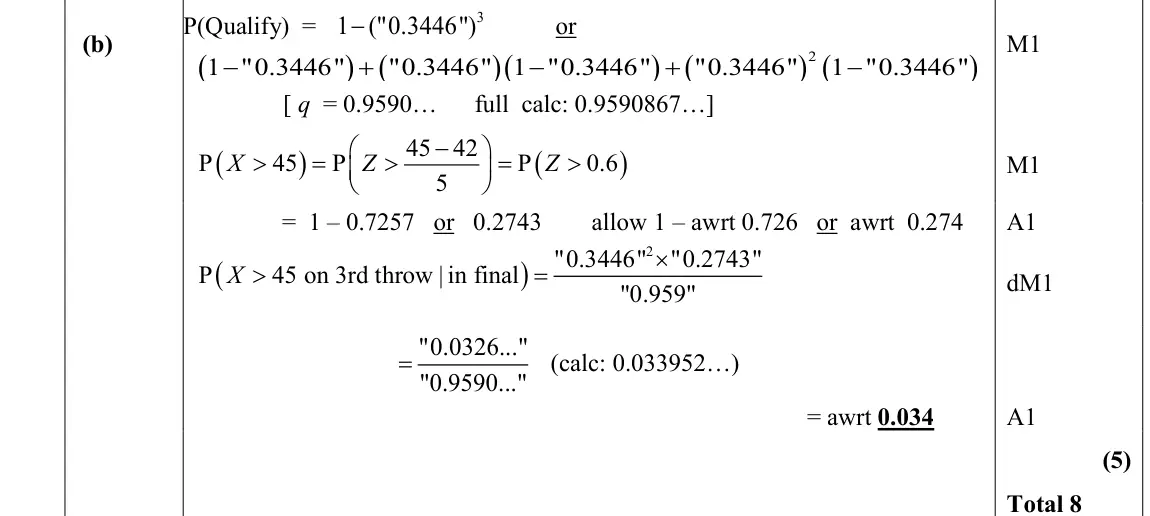 (b) P(Qualify) = 1−("0.3446")³ or M1
(1−"0.3446")+("0.3446")(1−"0.3446")+("0.3446")²(1−"0.3446")
[ q = 0.9590… full calc: 0.9590867…]
P(X > 45) = P(Z > (45−42)/5) = P(Z > 0.6) M1
= 1 – 0.7257 or 0.2743 allow 1 – awrt 0.726 or awrt 0.274 A1
P(X > 45 on 3rd throw | in final) = "0.3446"²×"0.2743" / "0.959" dM1
= "0.0326..." / "0.9590..." (calc: 0.033952…)
= awrt 0.034 A1
(5)
Total 8